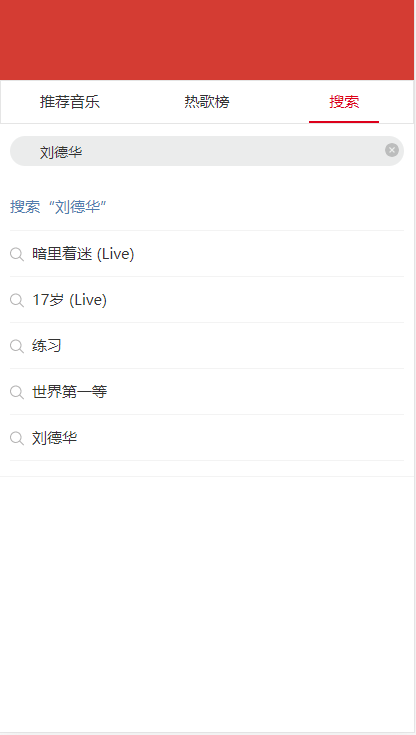 推荐音乐 热歌榜 搜索
刘德华
搜索“刘德华”
暗里着迷 (Live)
17岁 (Live)
练习
世界第一等
刘德华